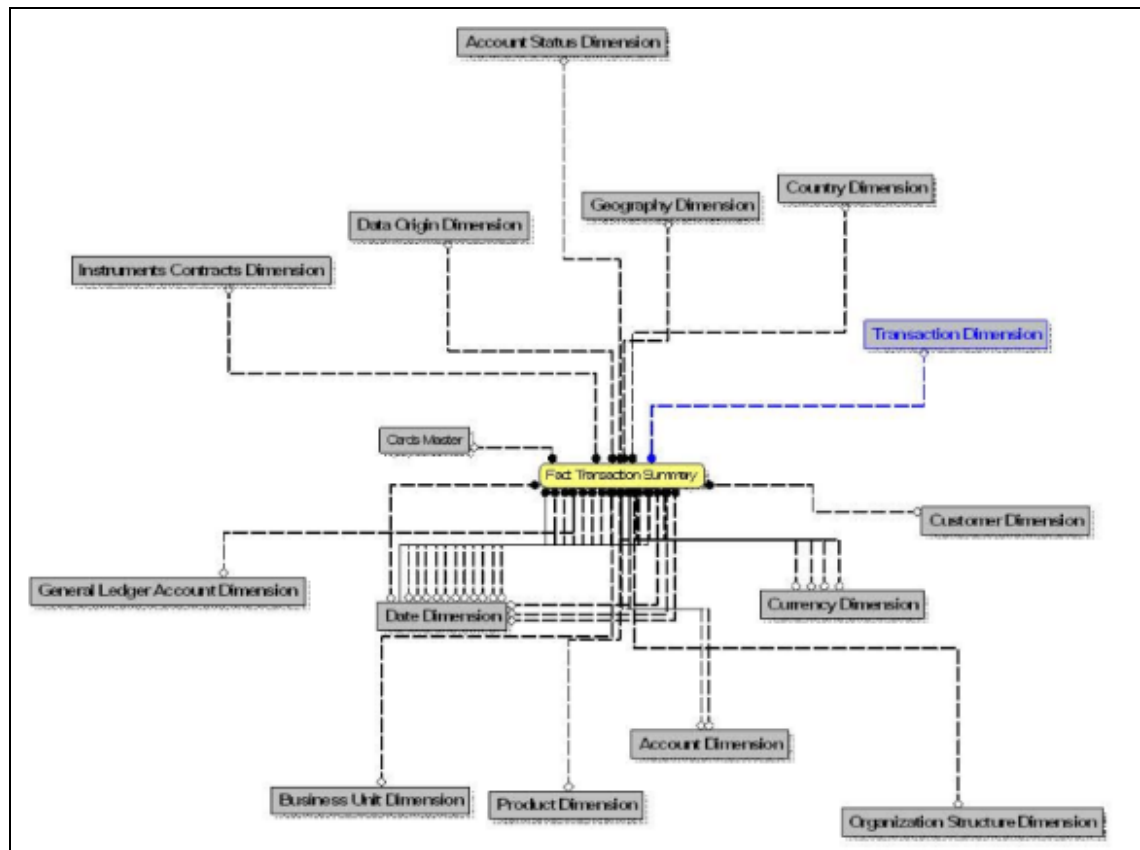 Account Status Dimension
Country Dimension
Geography Dimension
Data Origin Dimension
Instruments Contracts Dimension
Transaction Dimension
Cards Master
Fact Transaction Summary
Customer Dimension
General Ledger Account Dimension
Date Dimension
Currency Dimension
Account Dimension
Business Unit Dimension
Product Dimension
Organization Structure Dimension